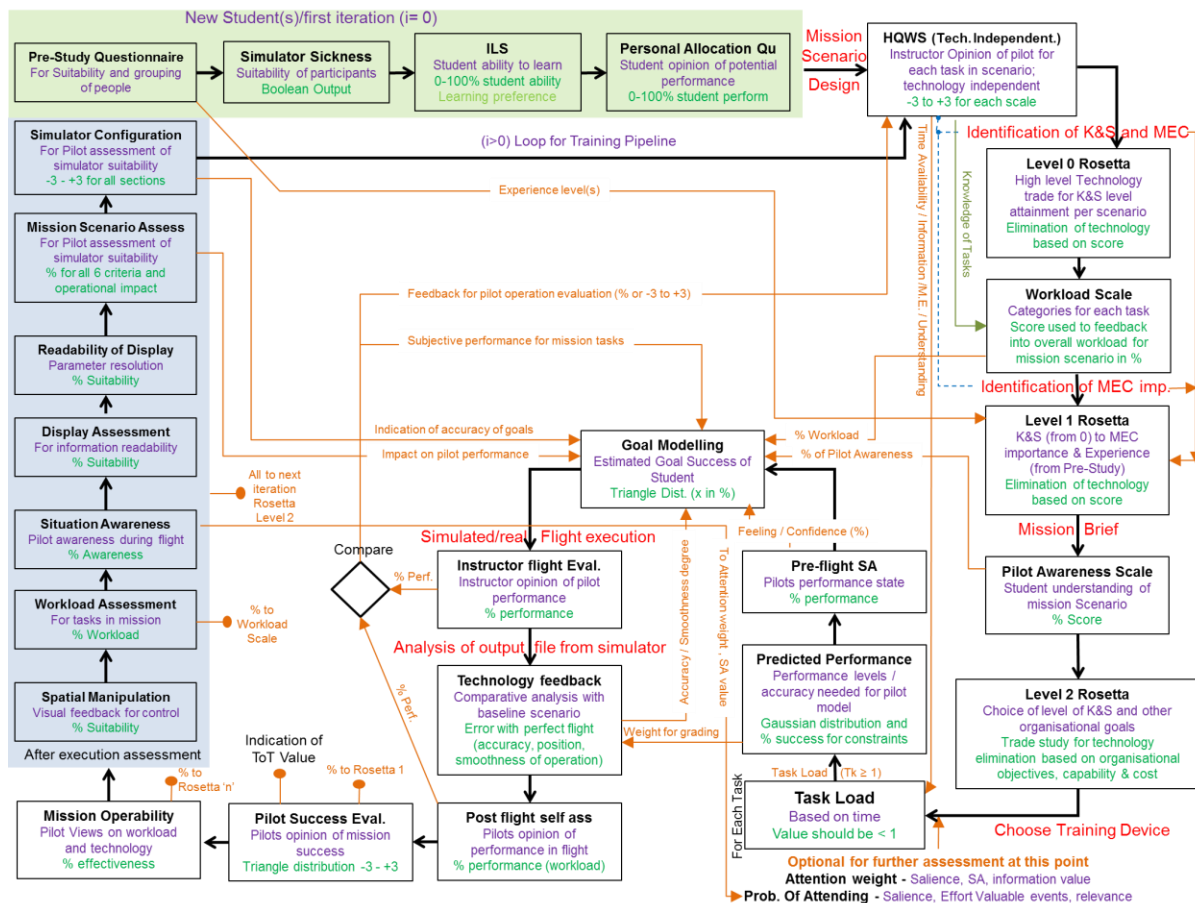 New Student(s)/first iteration (i= 0)
Pre-Study Questionnaire
For Suitability and grouping
of people
Simulator Sickness
Suitability of participants
Boolean Output
ILS
Student ability to learn
0-100% student ability
Learning preference
Personal Allocation Qu
Student opinion of potential
performance
0-100% student perform
Mission
Scenario
Design
HQWS (Tech. Independent.)
Instructor Opinion of pilot for
each task in scenario;
technology independent
-3 to +3 for each scale
Simulator Configuration
For Pilot assessment of
simulator suitability
-3 - +3 for all sections
(i>0) Loop for Training Pipeline
Identification of K&S and MEC
Experience level(s)
Time Availability / Information /M.E. / Understanding
Knowledge of Tasks
Level 0 Rosetta
High level Technology
trade for K&S level
attainment per scenario
Elimination of technology
based on score
Mission Scenario Assess
For Pilot assessment of
simulator suitability
% for all 6 criteria and
operational impact
Feedback for pilot operation evaluation (% or -3 to +3)
Workload Scale
Categories for each task
Score used to feedback
into overall workload for
mission scenario in %
Subjective performance for mission tasks
Readability of Display
Parameter resolution
% Suitability
Identification of MEC imp.
Level 1 Rosetta
K&S (from 0) to MEC
importance & Experience
(from Pre-Study)
Elimination of technology
based on score
Display Assessment
For information readability
% Suitability
Indication of accuracy of goals
Impact on pilot performance
Goal Modelling
Estimated Goal Success of
Student
Triangle Dist. (x in %)
% Workload
% of Pilot Awareness
All to next
iteration
Rosetta
Level 2
Situation Awareness
Pilot awareness during flight
% Awareness
Simulated/real Flight execution
Feeling / Confidence (%)
Mission Brief
Compare
% Perf.
Instructor flight Eval.
Instructor opinion of pilot
performance
% performance
Accuracy / Smoothness degree
To Attention weight , SA value
Pre-flight SA
Pilots performance state
% performance
Pilot Awareness Scale
Student understanding of
mission Scenario
% Score
Workload Assessment
For tasks in mission
% Workload
% to
Workload
Scale
Analysis of output file from simulator
Technology feedback
Comparative analysis with
baseline scenario
Error with perfect flight
(accuracy, position,
smoothness of operation)
% Perf.
Weight for grading
Predicted Performance
Performance levels /
accuracy needed for pilot
model
Gaussian distribution and
% success for constraints
Level 2 Rosetta
Choice of level of K&S and other
organisational goals
Trade study for technology
elimination based on organisational
objectives, capability & cost
Spatial Manipulation
Visual feedback for control
% Suitability
After execution assessment
% to
Rosetta ‘n’
Indication of
ToT Value
% to Rosetta 1
Task Load (Tk ≥ 1)
For Each Task
Task Load
Based on time
Value should be < 1
Choose Training Device
Mission Operability
Pilot Views on workload
and technology
% effectiveness
Pilot Success Eval.
Pilots opinion of mission
success
Triangle distribution -3 - +3
Post flight self ass
Pilots opinion of
performance in flight
% performance (workload)
Optional for further assessment at this point
Attention weight - Salience, SA, information value
Prob. Of Attending - Salience, Effort Valuable events, relevance